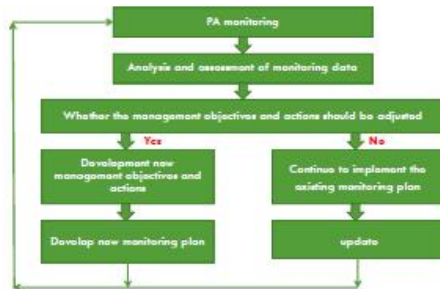 PA monitoring
Analysis and assessment of monitoring data
Whether the management objectives and actions should be adjusted
Yes
No
Development new
management objectives and
actions
Continue to implement the
existing monitoring plan
Develop new monitoring plan
update